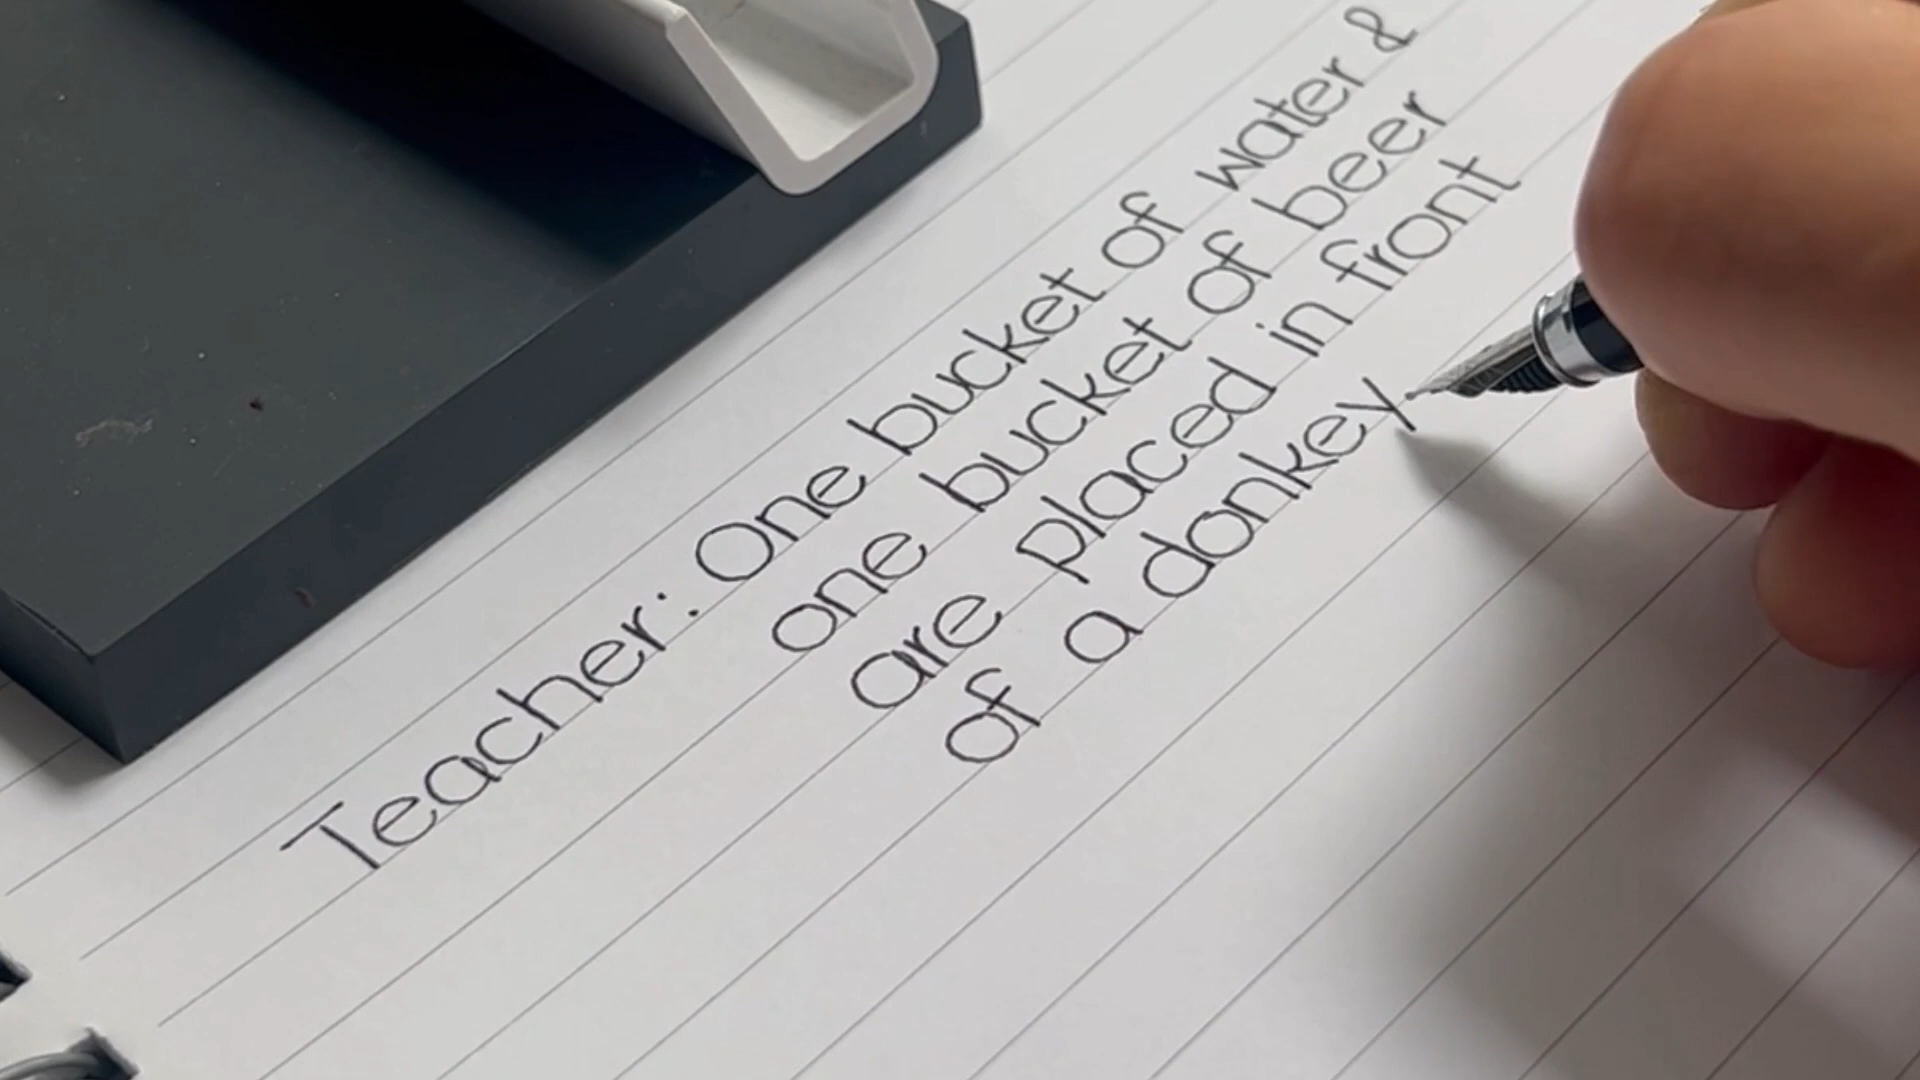 Teacher: One bucket of water &
one bucket of beer
are placed in front
of a donkey